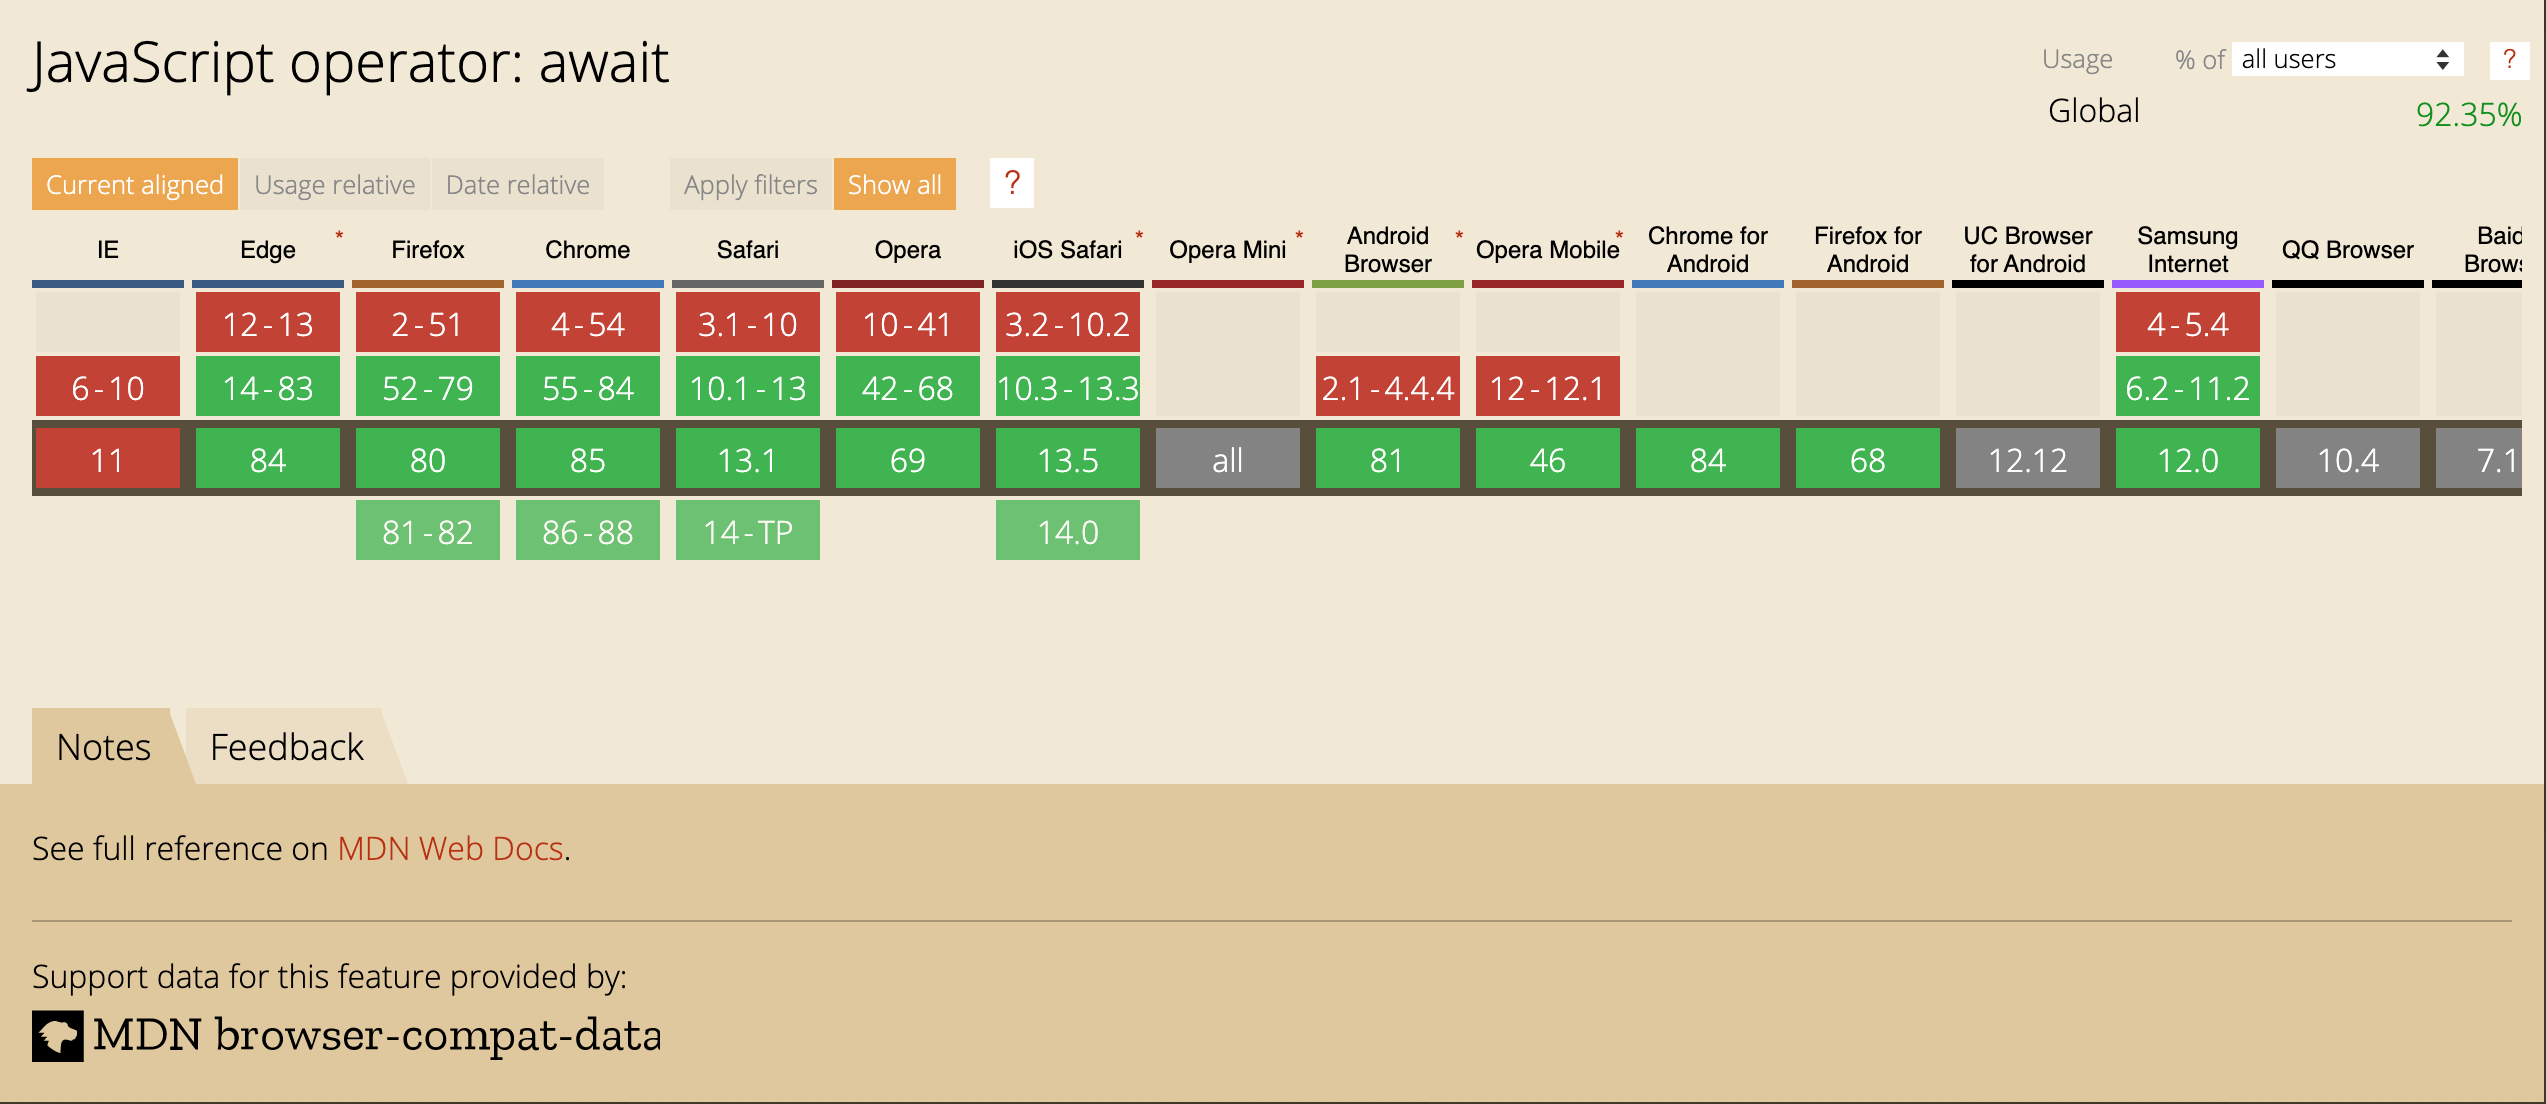 JavaScript operator: await
Usage % of all users ?
Global 92.35%
Current aligned Usage relative Date relative Apply filters Show all ?
IE Edge * Firefox Chrome Safari Opera iOS Safari * Opera Mini * Android Browser * Opera Mobile * Chrome for Android Firefox for Android UC Browser for Android Samsung Internet QQ Browser Baid Brows
12-13 2-51 4-54 3.1-10 10-41 3.2-10.2 4-5.4
6-10 14-83 52-79 55-84 10.1-13 42-68 10.3-13.3 2.1-4.4.4 12-12.1 6.2-11.2
11 84 80 85 13.1 69 13.5 all 81 46 84 68 12.12 12.0 10.4 7.1
81-82 86-88 14-TP 14.0
Notes Feedback
See full reference on MDN Web Docs.
Support data for this feature provided by:
MDN browser-compat-data